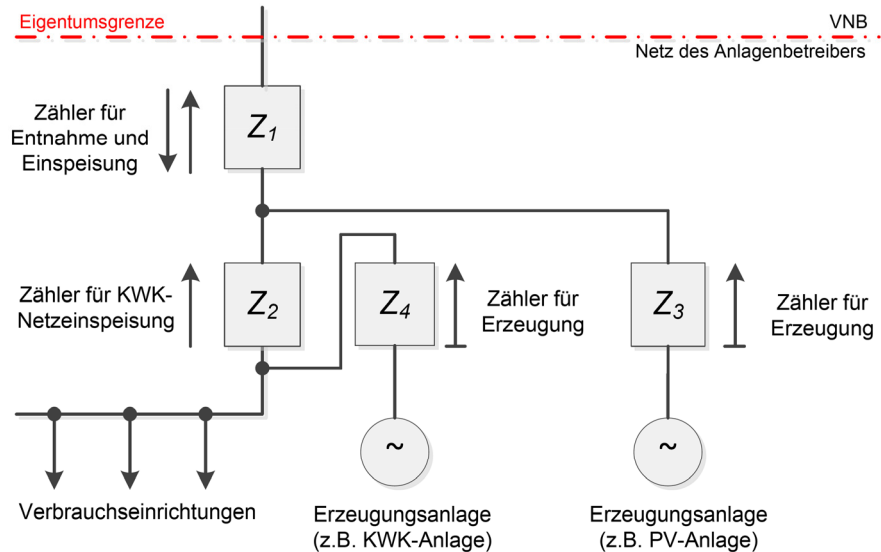 Eigentumsgrenze
VNB
Netz des Anlagenbetreibers
Zähler für
Entnahme und
Einspeisung
Z1
Zähler für KWK-
Netzeinspeisung
Z2
Z4
Zähler für
Erzeugung
Z3
Zähler für
Erzeugung
~
~
Verbrauchseinrichtungen
Erzeugungsanlage
(z.B. KWK-Anlage)
Erzeugungsanlage
(z.B. PV-Anlage)